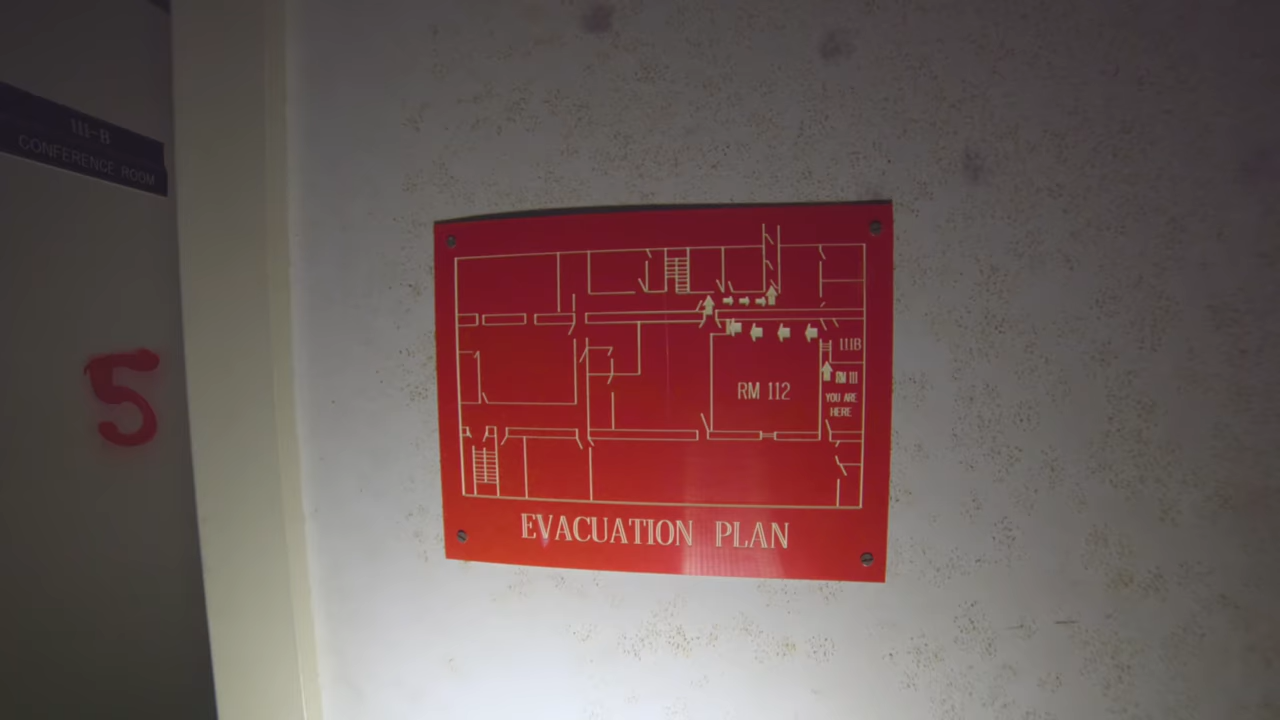 111-B
CONFERENCE ROOM
5
111B
RM 111
RM 112
YOU ARE
HERE
EVACUATION PLAN